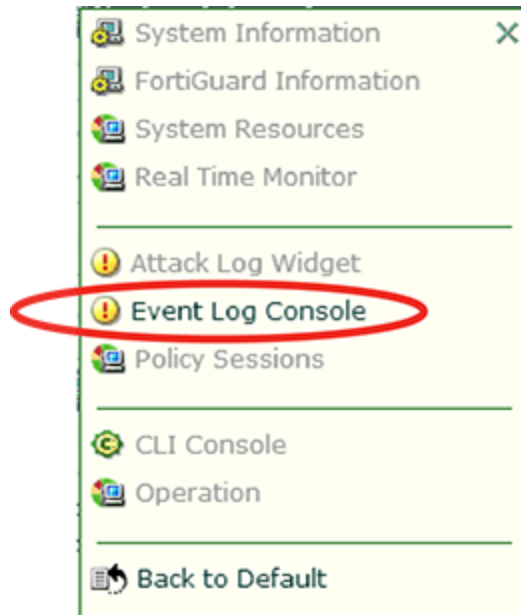 System Information
FortiGuard Information
System Resources
Real Time Monitor
Attack Log Widget
Event Log Console
Policy Sessions
CLI Console
Operation
Back to Default